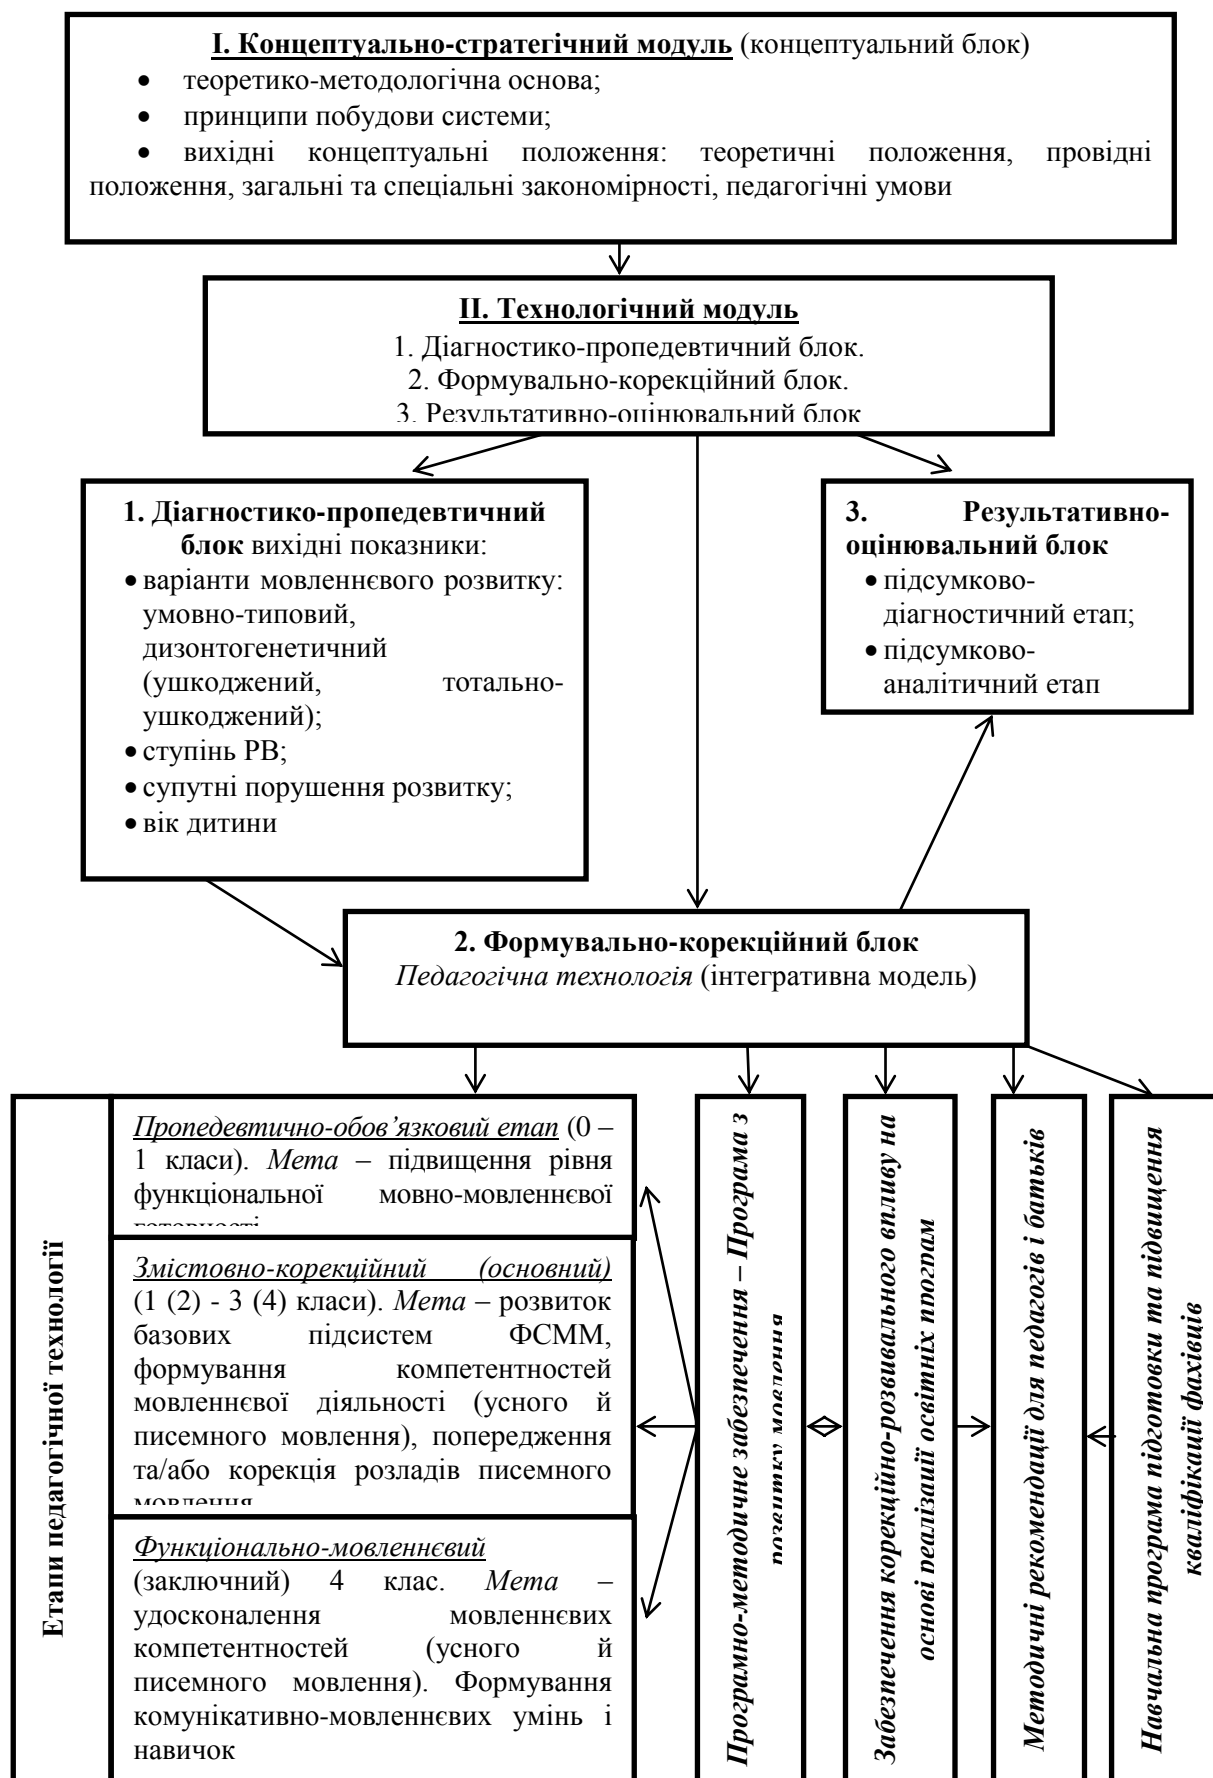 І. Концептуально-стратегічний модуль (концептуальний блок)
• теоретико-методологічна основа;
• принципи побудови системи;
• вихідні концептуальні положення: теоретичні положення, провідні
положення, загальні та спеціальні закономірності, педагогічні умови
ІІ. Технологічний модуль
1. Діагностико-пропедевтичний блок.
2. Формувально-корекційний блок.
3. Результативно-оцінювальний блок
1. Діагностико-пропедевтичний
блок вихідні показники:
• варіанти мовленнєвого розвитку:
умовно-типовий,
дизонтогенетичний
(ушкоджений, тотально-
ушкоджений);
• ступінь РВ;
• супутні порушення розвитку;
• вік дитини
3. Результативно-
оцінювальний блок
• підсумково-
діагностичний етап;
• підсумково-
аналітичний етап
2. Формувально-корекційний блок
Педагогічна технологія (інтегративна модель)
Етапи педагогічної технології
Пропедевтично-обов’язковий етап (0 –
1 класи). Мета – підвищення рівня
функціональної мовно-мовленнєвої
готовності
Змістовно-корекційний (основний)
(1 (2) - 3 (4) класи). Мета – розвиток
базових підсистем ФСММ,
формування компетентностей
мовленнєвої діяльності (усного й
писемного мовлення), попередження
та/або корекція розладів писемного
мовлення
Функціонально-мовленнєвий
(заключний) 4 клас. Мета –
удосконалення мовленнєвих
компетентностей (усного й
писемного мовлення). Формування
комунікативно-мовленнєвих умінь і
навичок
Програмно-методичне забезпечення – Програма з
розвитку мовлення
Забезпечення корекційно-розвивального впливу на
основі реалізації освітніх програм
Методичні рекомендації для педагогів і батьків
Навчальна програма підготовки та підвищення
кваліфікації фахівців